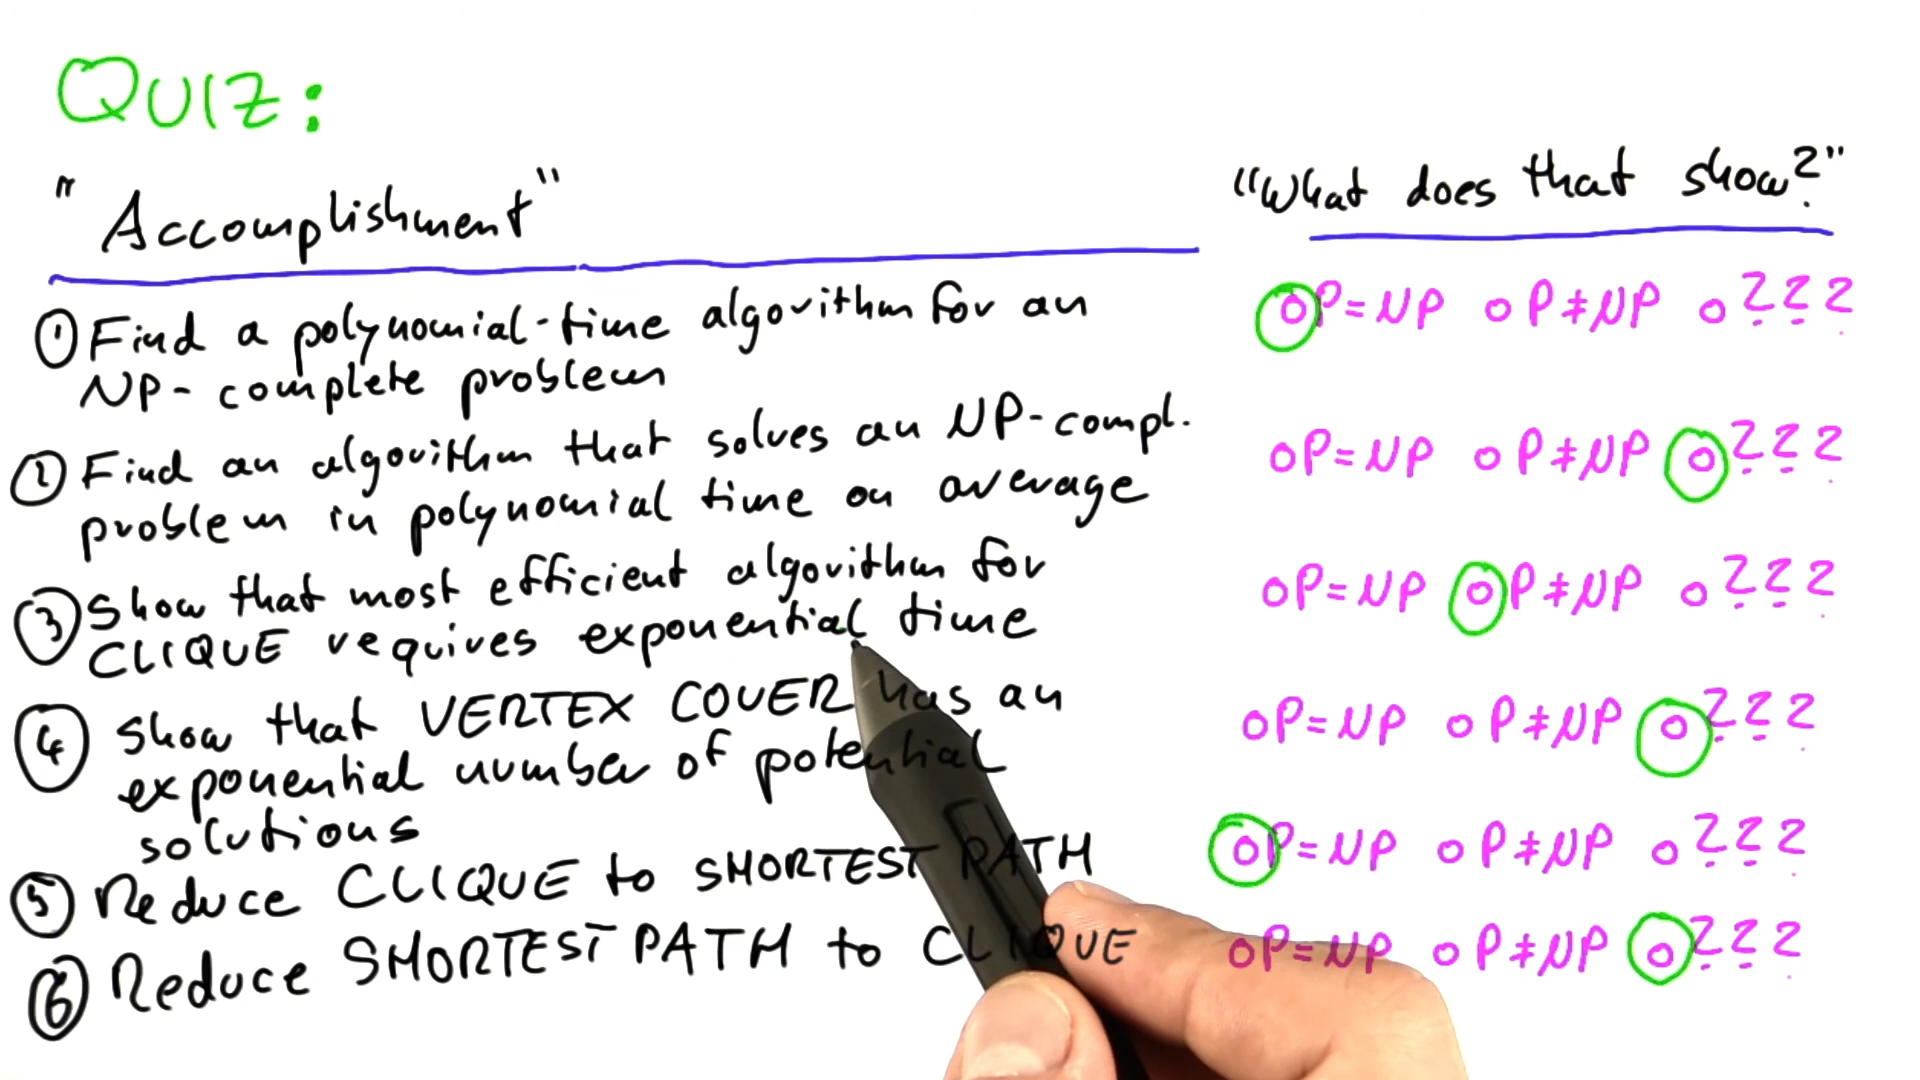 QUIZ:
"Accomplishment"
"What does that show?"
① Find a polynomial-time algorithm for an
NP-complete problem
o P=NP o P≠NP o ???
② Find an algorithm that solves an NP-compl.
problem in polynomial time on average
o P=NP o P≠NP o ???
③ Show that most efficient algorithm for
CLIQUE requires exponential time
o P=NP o P≠NP o ???
④ Show that VERTEX COVER has an
exponential number of potential
solutions
o P=NP o P≠NP o ???
⑤ Reduce CLIQUE to SHORTEST PATH
o P=NP o P≠NP o ???
⑥ Reduce SHORTEST PATH to CLIQUE
o P=NP o P≠NP o ???